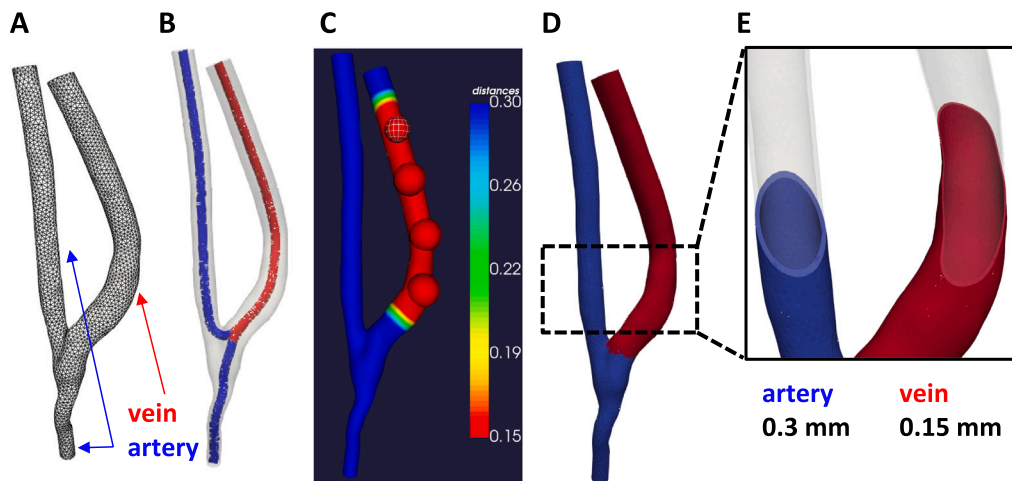 A
B
C
D
E
distances
0.30
0.26
0.22
0.19
0.15
vein
artery
artery
0.3 mm
vein
0.15 mm